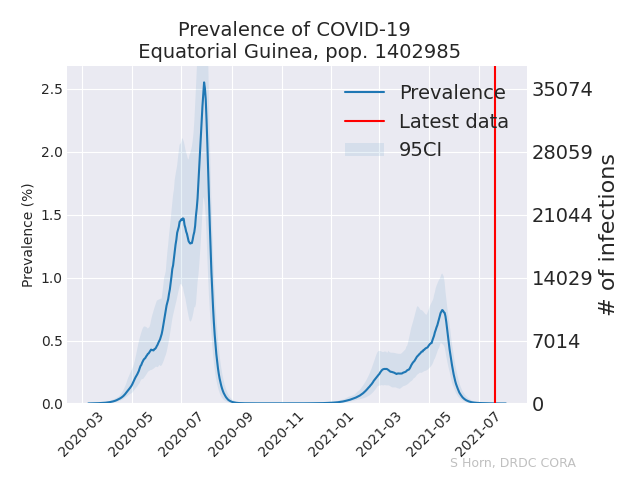 Prevalence of COVID-19
Equatorial Guinea, pop. 1402985
Prevalence
Latest data
95CI
Prevalence (%)
2.5
2.0
1.5
1.0
0.5
0.0
35074
28059
21044
14029
7014
0
# of infections
2020-03
2020-05
2020-07
2020-09
2020-11
2021-01
2021-03
2021-05
2021-07
S Horn, DRDC CORA